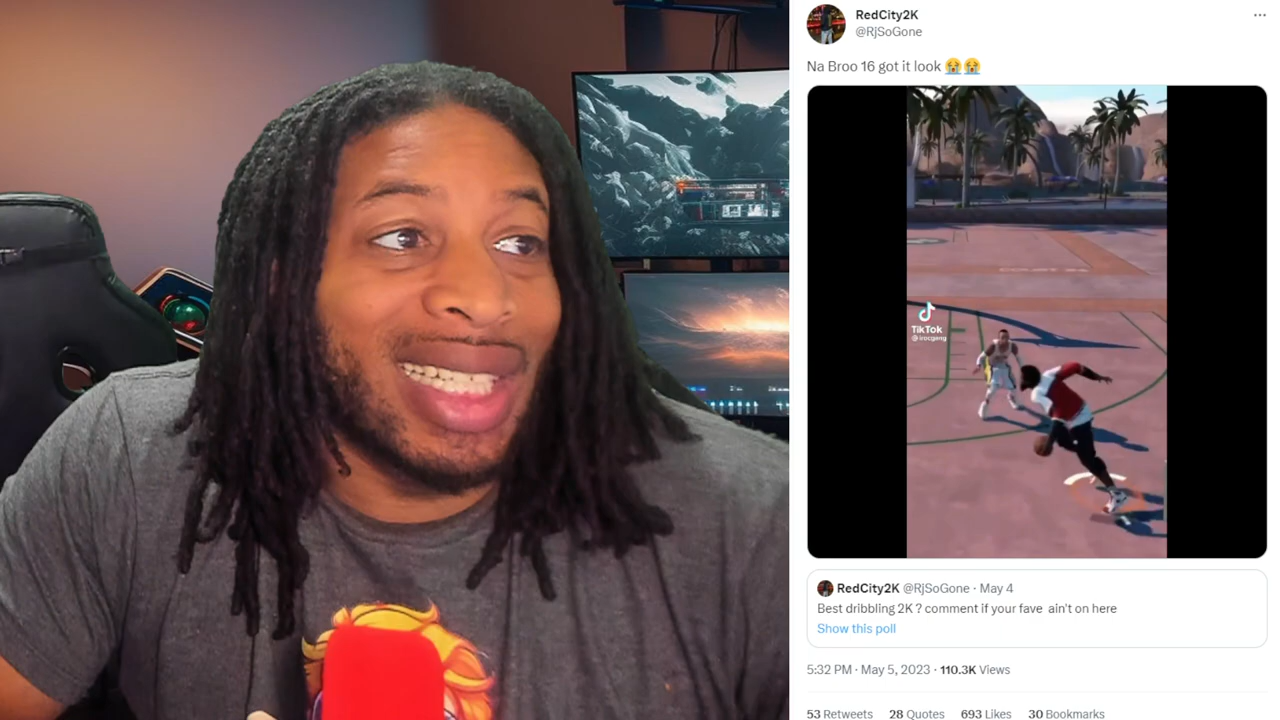 RedCity2K
@RjSoGone
Na Broo 16 got it look 😭😭
TikTok
RedCity2K @RjSoGone · May 4
Best dribbling 2K ? comment if your fave ain't on here
Show this poll
5:32 PM · May 5, 2023 · 110.3K Views
53 Retweets 28 Quotes 693 Likes 30 Bookmarks